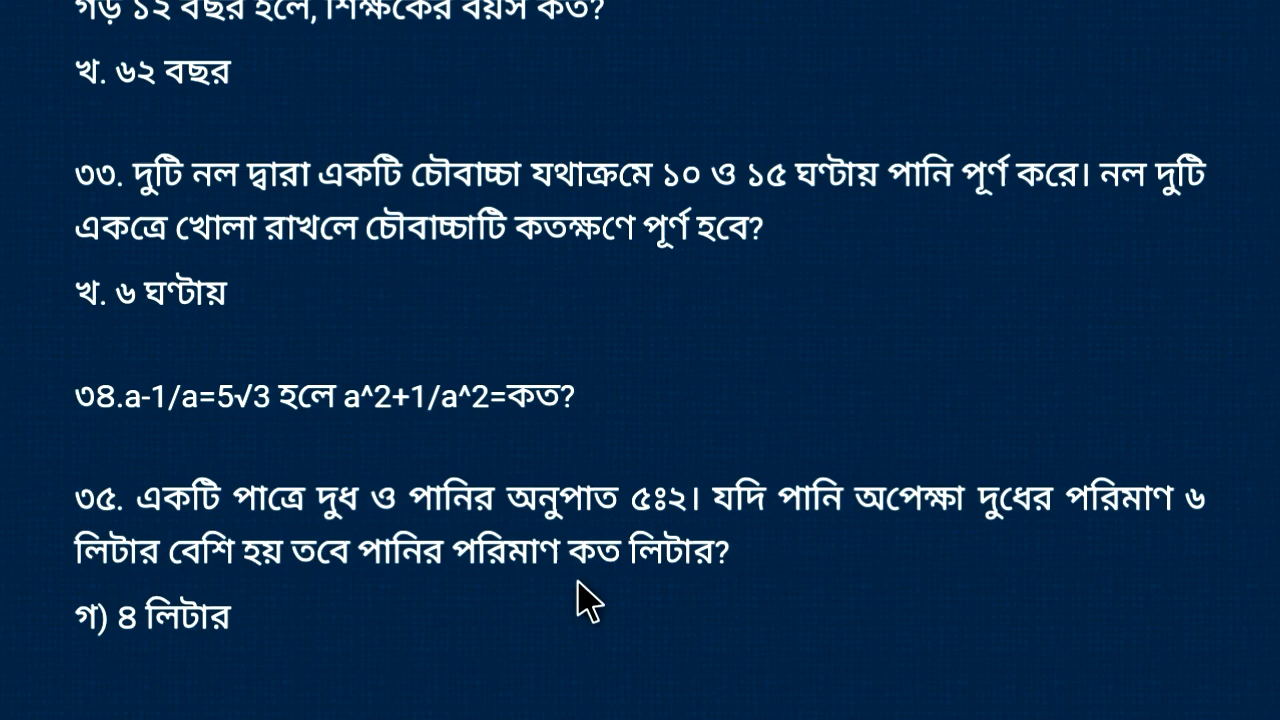 গড় ১২ বছর হলে, শিক্ষকের বয়স কত?
খ. ৬২ বছর
৩৩. দুটি নল দ্বারা একটি চৌবাচ্চা যথাক্রমে ১০ ও ১৫ ঘণ্টায় পানি পূর্ণ করে। নল দুটি
একত্রে খোলা রাখলে চৌবাচ্চাটি কতক্ষণে পূর্ণ হবে?
খ. ৬ ঘণ্টায়
৩৪.a-1/a=5√3 হলে a^2+1/a^2=কত?
৩৫. একটি পাত্রে দুধ ও পানির অনুপাত ৫ঃ২। যদি পানি অপেক্ষা দুধের পরিমাণ ৬
লিটার বেশি হয় তবে পানির পরিমাণ কত লিটার?
গ) ৪ লিটার